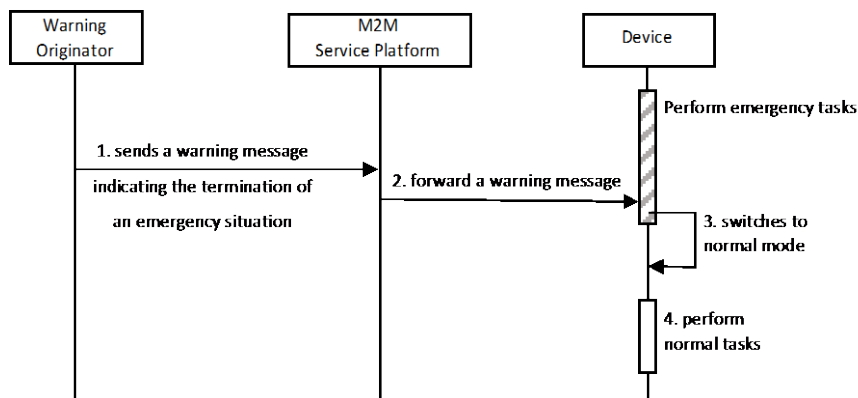 Warning
Originator
M2M
Service Platform
Device
Perform emergency tasks
1. sends a warning message
indicating the termination of
an emergency situation
2. forward a warning message
3. switches to
normal mode
4. perform
normal tasks